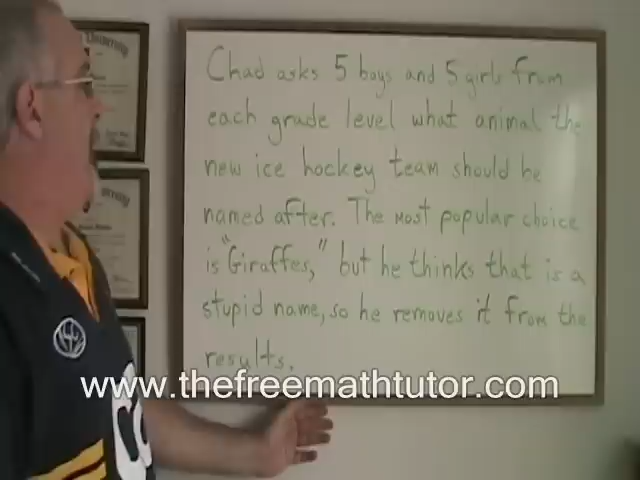 Chad asks 5 boys and 5 girls from
each grade level what animal the
new ice hockey team should be
named after. The most popular choice
is "Giraffes," but he thinks that is a
stupid name, so he removes it from the
results.
www.thefreemathtutor.com